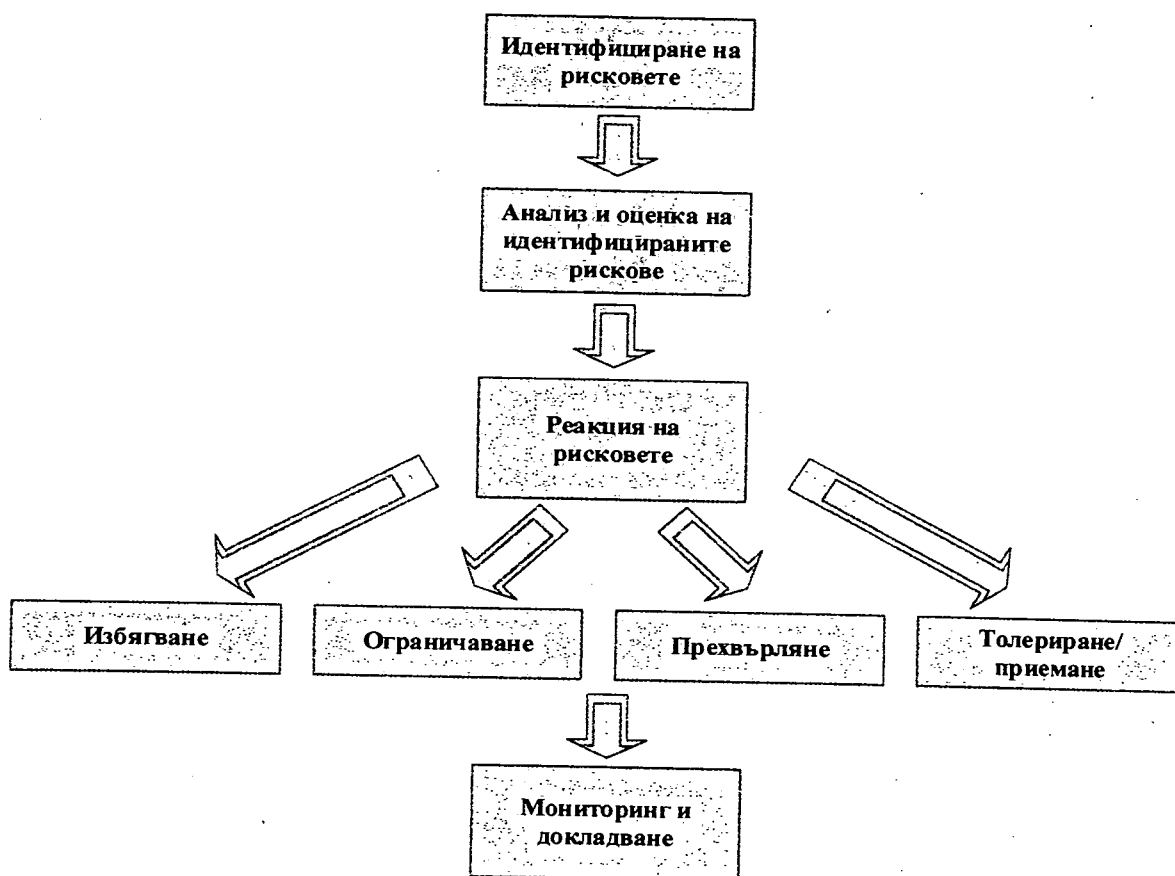 Идентифициране на
рисковете
Анализ и оценка на
идентифицираните
рискове
Реакция на
рисковете
Избягване
Ограничаване
Прехвърляне
Толериране/
приемане
Мониторинг и
докладване